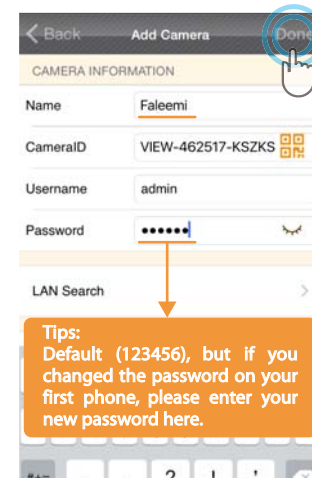 Back Add Camera Done
CAMERA INFORMATION
Name Faleemi
CameraID VIEW-462517-KSZKS
Username admin
Password ••••••
LAN Search
Tips:
Default (123456), but if you
changed the password on your
first phone, please enter your
new password here.
#+= ? ! '